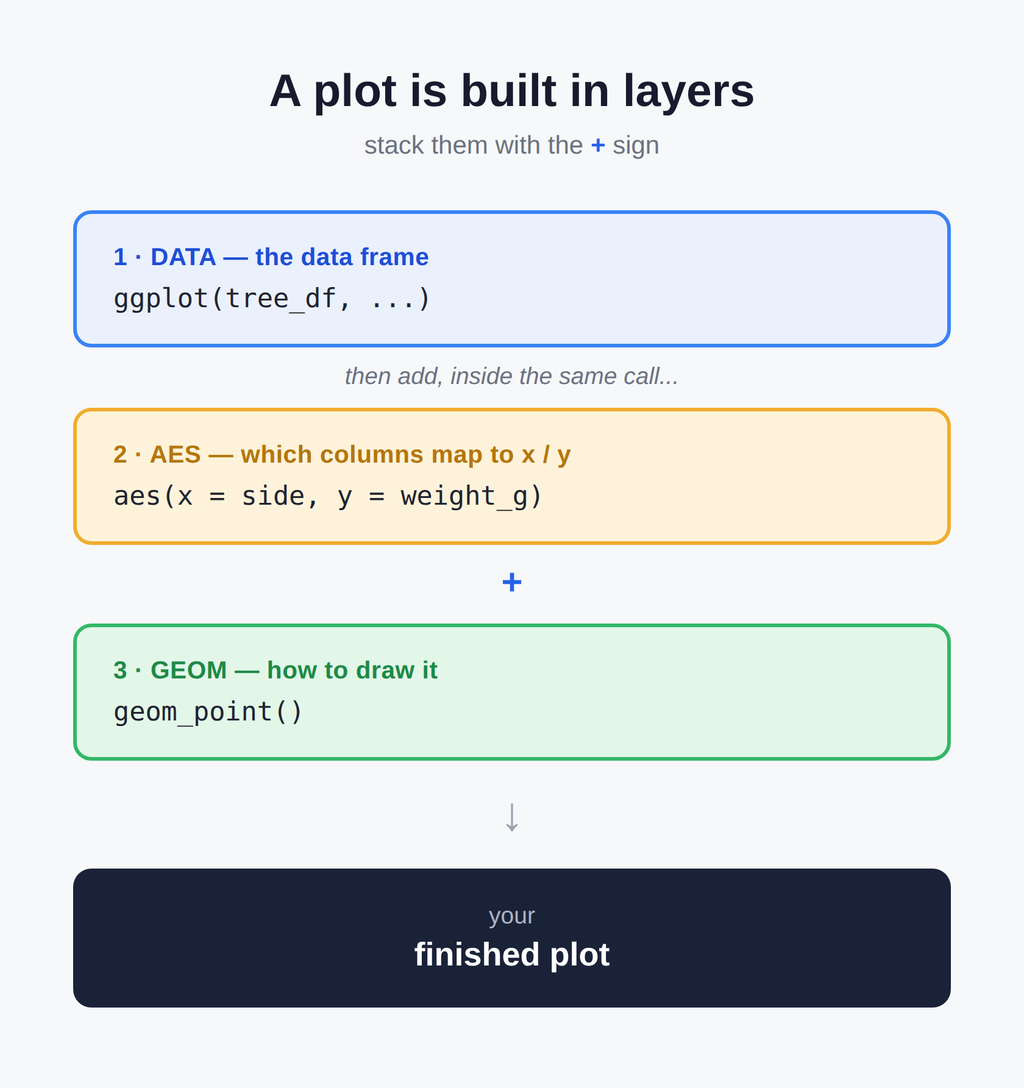 A plot is built in layers
stack them with the + sign
1 · DATA — the data frame
ggplot(tree_df, ...)
then add, inside the same call...
2 · AES — which columns map to x / y
aes(x = side, y = weight_g)
+
3 · GEOM — how to draw it
geom_point()
↓
your
finished plot